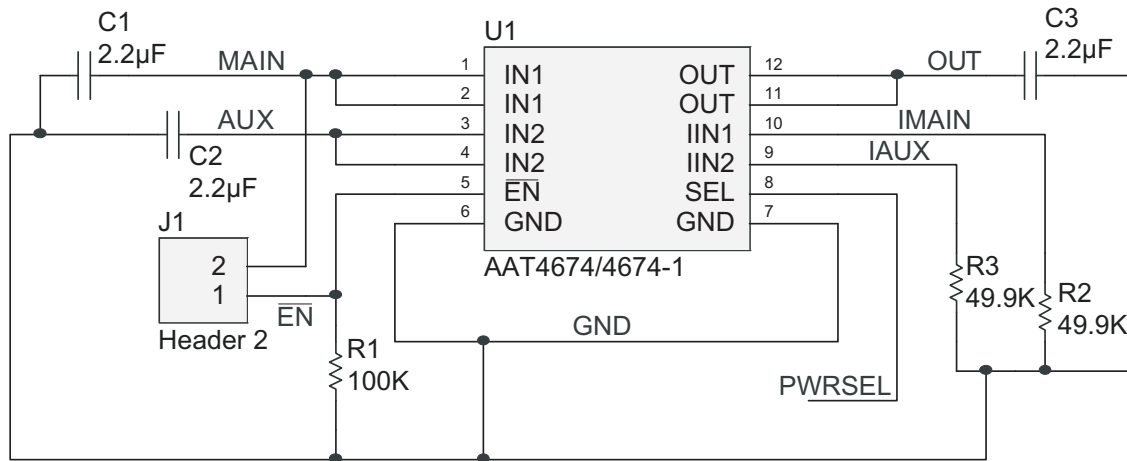 C1
2.2µF
MAIN
AUX
C2
2.2µF
J1
2
1
Header 2
EN
R1
100K
U1
1
2
3
4
5
6
IN1
IN1
IN2
IN2
EN
GND
OUT
OUT
IIN1
IIN2
SEL
GND
12
11
10
9
8
7
AAT4674/4674-1
GND
OUT
C3
2.2µF
IMAIN
IAUX
R3
49.9K
R2
49.9K
PWRSEL